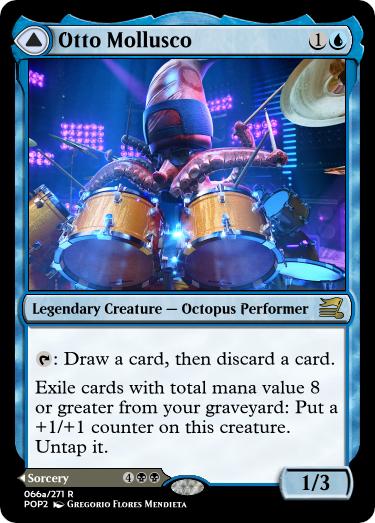 Otto Mollusco 1
Legendary Creature — Octopus Performer
: Draw a card, then discard a card.
Exile cards with total mana value 8
or greater from your graveyard: Put a
+1/+1 counter on this creature.
Untap it.
Sorcery 4
1/3
066a/271 R
POP2 Gregorio Flores Mendieta